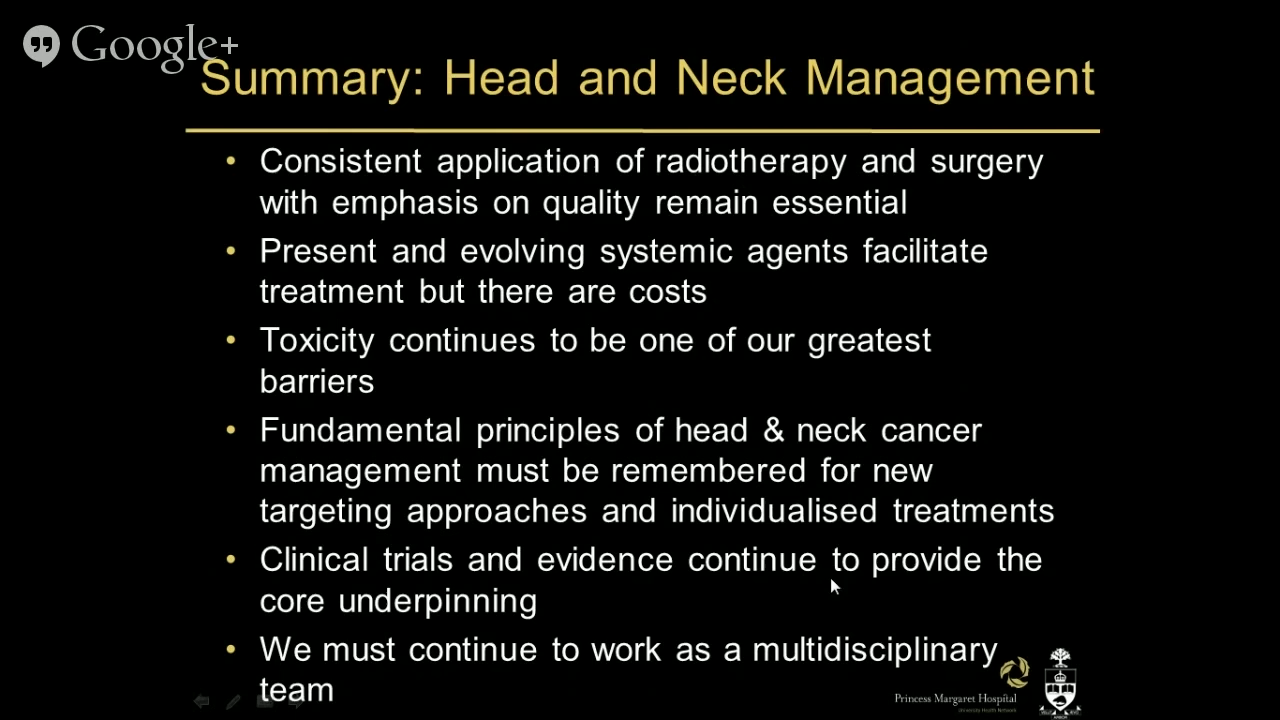 Google+
Summary: Head and Neck Management
• Consistent application of radiotherapy and surgery
with emphasis on quality remain essential
• Present and evolving systemic agents facilitate
treatment but there are costs
• Toxicity continues to be one of our greatest
barriers
• Fundamental principles of head & neck cancer
management must be remembered for new
targeting approaches and individualised treatments
• Clinical trials and evidence continue to provide the
core underpinning
• We must continue to work as a multidisciplinary
team
Princess Margaret Hospital
University Health Network